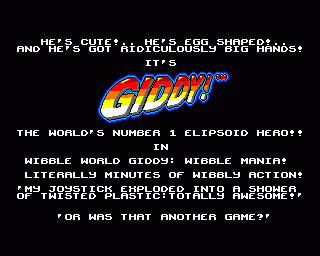 HE'S CUTE!... HE'S EGG SHAPED!...
AND HE'S GOT RIDICULOUSLY BIG HANDS!
IT'S
GIDDY!™
THE WORLD'S NUMBER 1 ELIPSOID HERO!!
IN
WIBBLE WORLD GIDDY: WIBBLE MANIA!
LITERALLY MINUTES OF WIBBLY ACTION!
'MY JOYSTICK EXPLODED INTO A SHOWER
OF TWISTED PLASTIC:TOTALLY AWESOME!'
'OR WAS THAT ANOTHER GAME?'